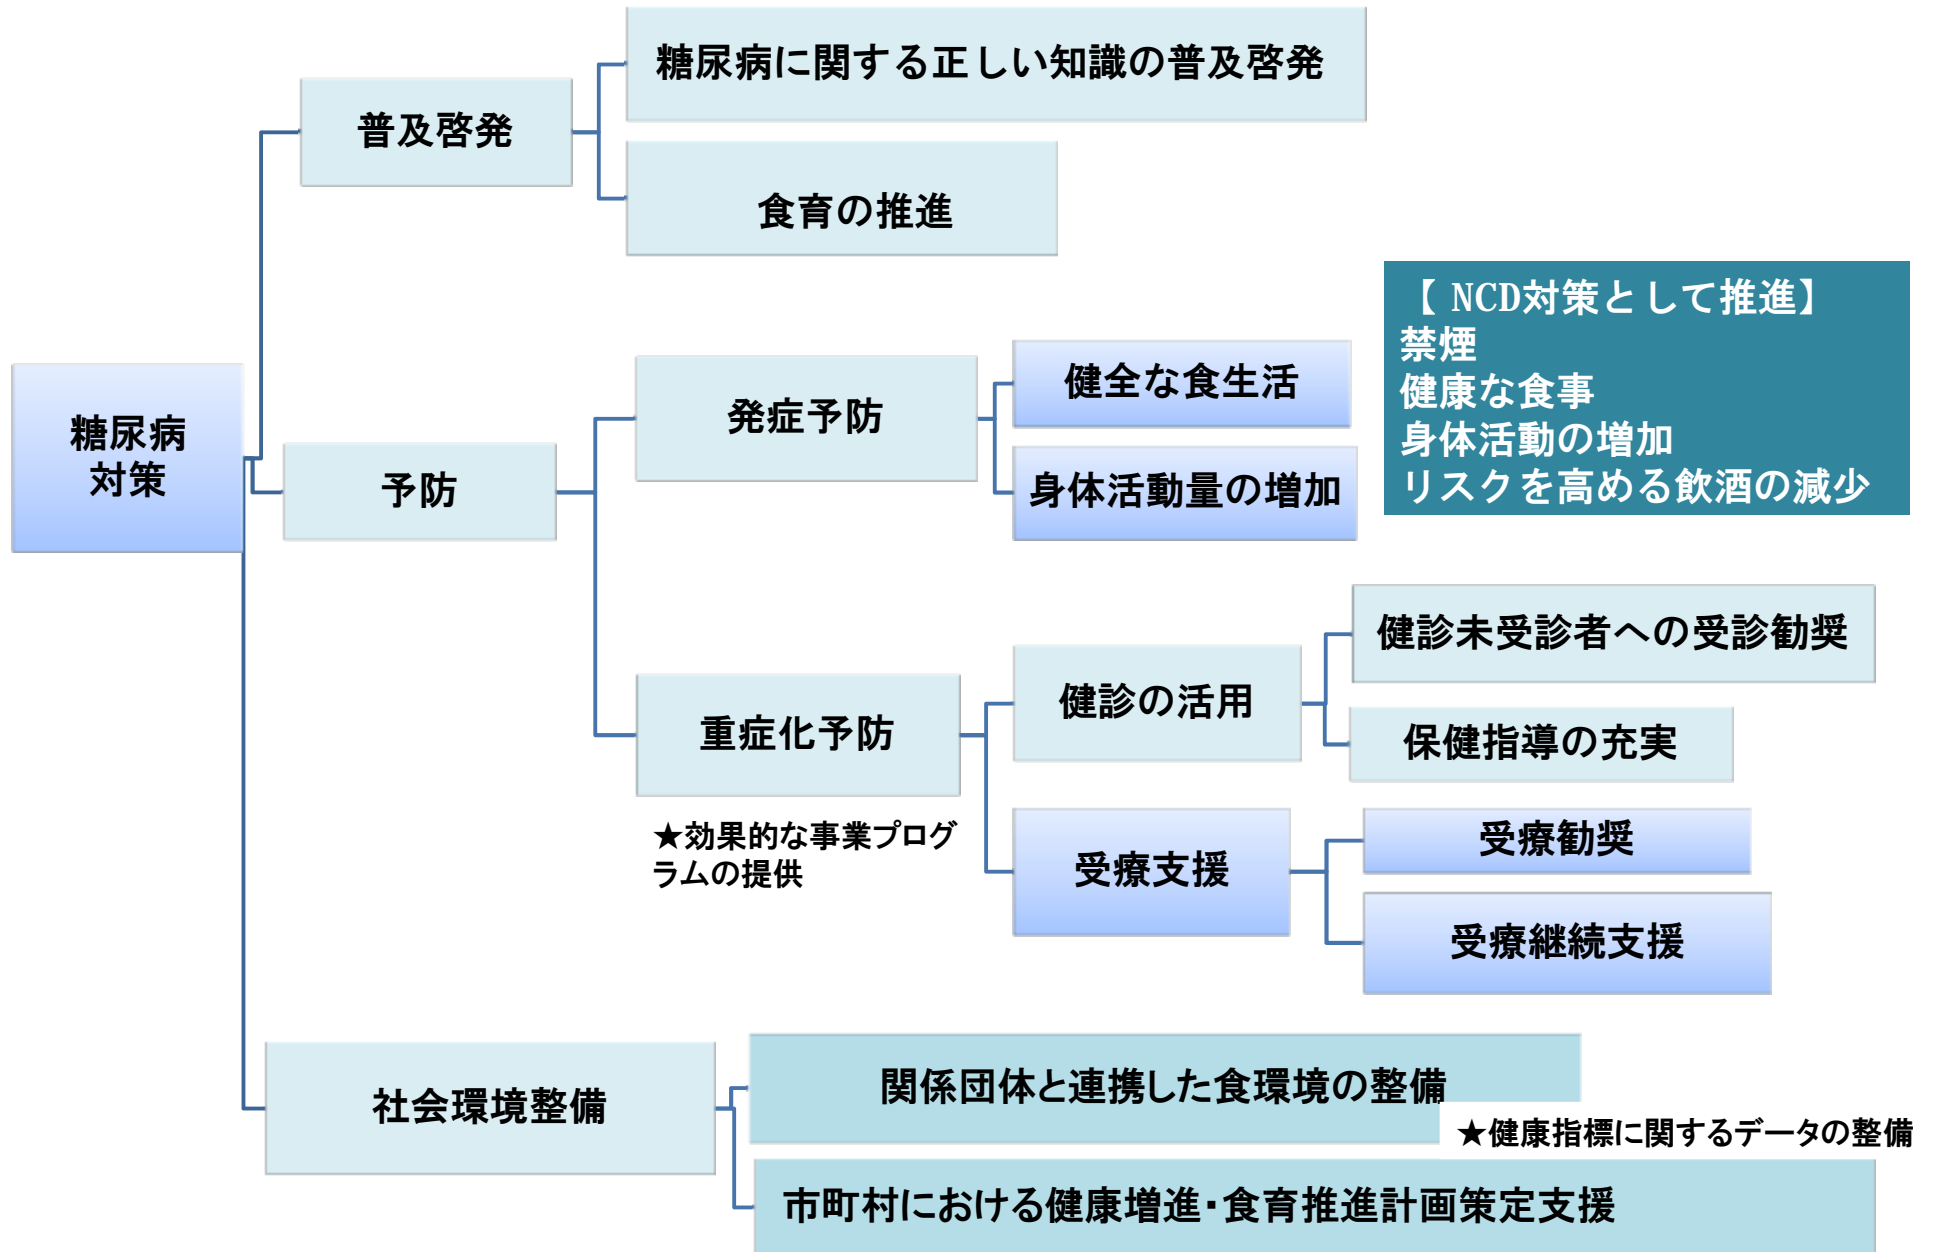 糖尿病に関する正しい知識の普及啓発
普及啓発
食育の推進
【 NCD対策として推進】
禁煙
健康な食事
身体活動の増加
リスクを高める飲酒の減少
健全な食生活
発症予防
糖尿病
対策
予防
身体活動量の増加
健診未受診者への受診勧奨
健診の活用
重症化予防
保健指導の充実
★効果的な事業プログ
ラムの提供
受療勧奨
受療支援
受療継続支援
関係団体と連携した食環境の整備
社会環境整備
★健康指標に関するデータの整備
市町村における健康増進・食育推進計画策定支援